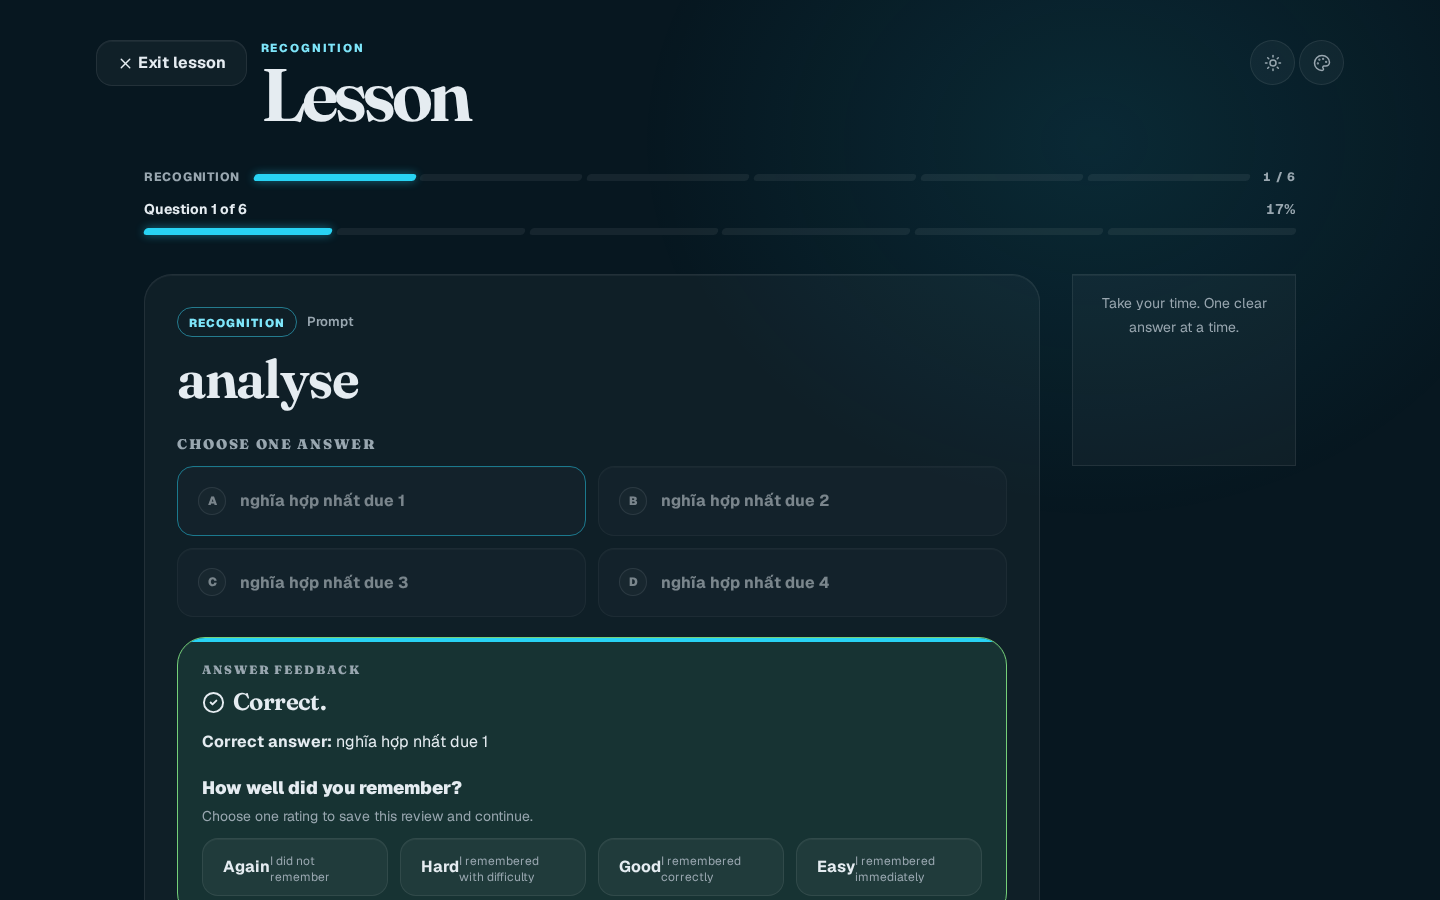 Exit lesson
RECOGNITION
Lesson
RECOGNITION
1 / 6
Question 1 of 6
17%
RECOGNITION
Prompt
analyse
CHOOSE ONE ANSWER
A
nghĩa hợp nhất due 1
B
nghĩa hợp nhất due 2
C
nghĩa hợp nhất due 3
D
nghĩa hợp nhất due 4
ANSWER FEEDBACK
Correct.
Correct answer: nghĩa hợp nhất due 1
How well did you remember?
Choose one rating to save this review and continue.
Again
I did not
remember
Hard
I remembered
with difficulty
Good
I remembered
correctly
Easy
I remembered
immediately
Take your time. One clear
answer at a time.